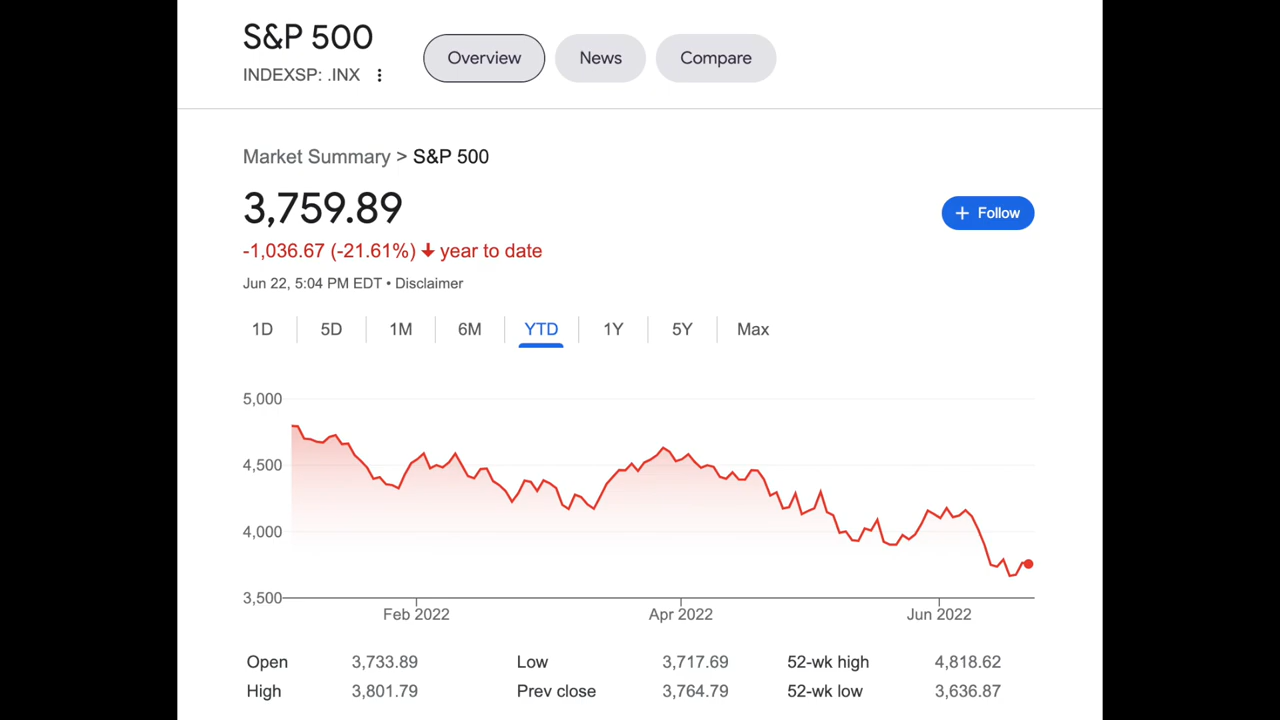 S&P 500
INDEXSP: .INX
Overview News Compare
Market Summary > S&P 500
3,759.89
+ Follow
-1,036.67 (-21.61%) ↓ year to date
Jun 22, 5:04 PM EDT • Disclaimer
1D 5D 1M 6M YTD 1Y 5Y Max
5,000
4,500
4,000
3,500
Feb 2022 Apr 2022 Jun 2022
Open 3,733.89 Low 3,717.69 52-wk high 4,818.62
High 3,801.79 Prev close 3,764.79 52-wk low 3,636.87